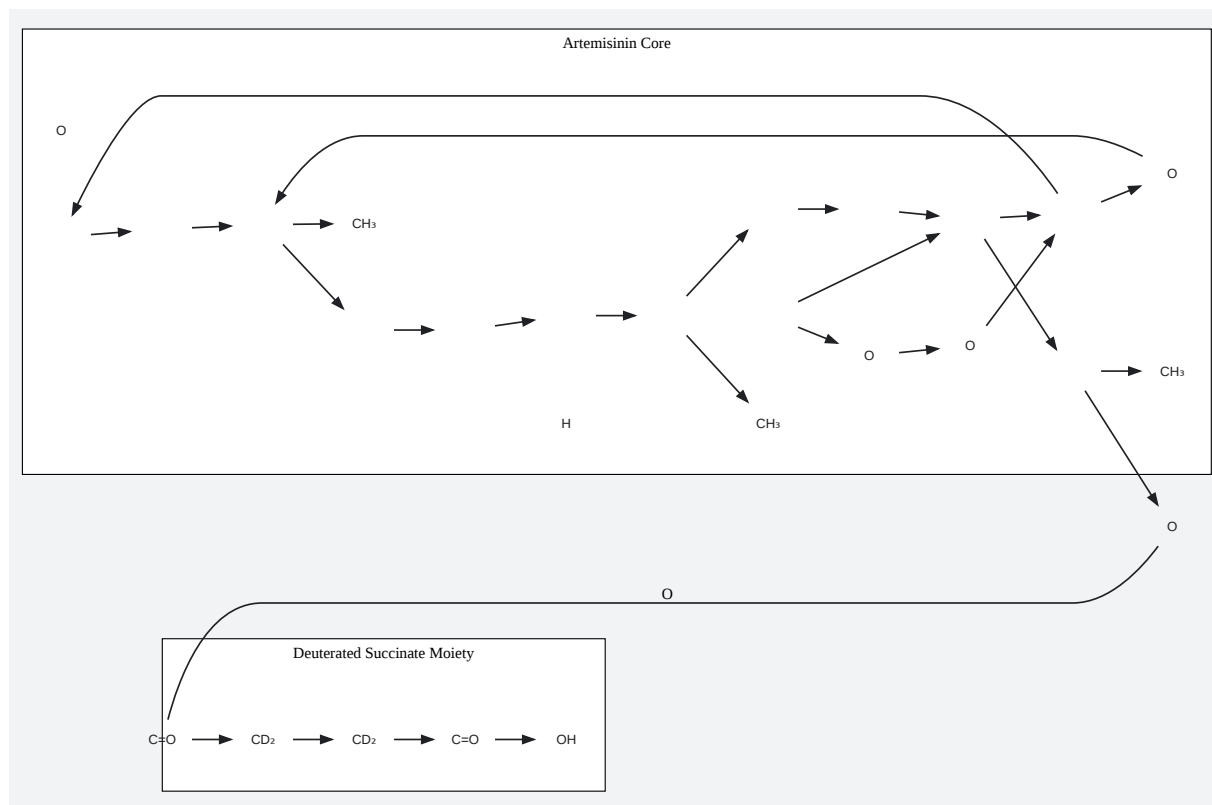 Artemisinin Core
O
O
CH₃
O
O
CH₃
H
CH₃
O
O
Deuterated Succinate Moiety
C=O CD₂ CD₂ C=O OH